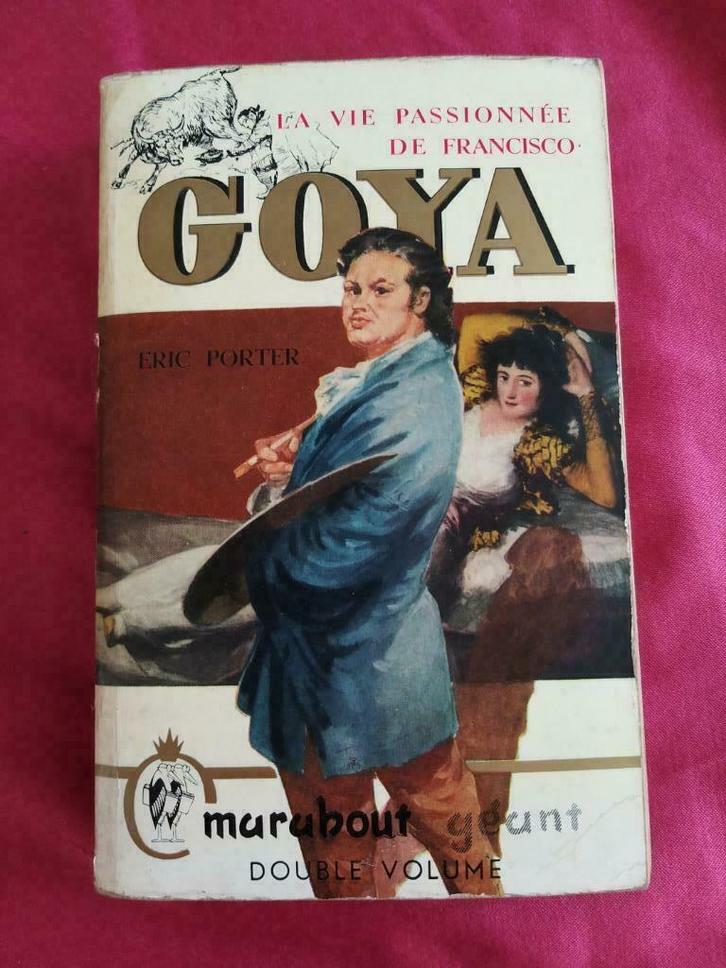 LA VIE PASSIONNÉE
DE FRANCISCO
GOYA
ERIC PORTER
marabout géant
DOUBLE VOLUME